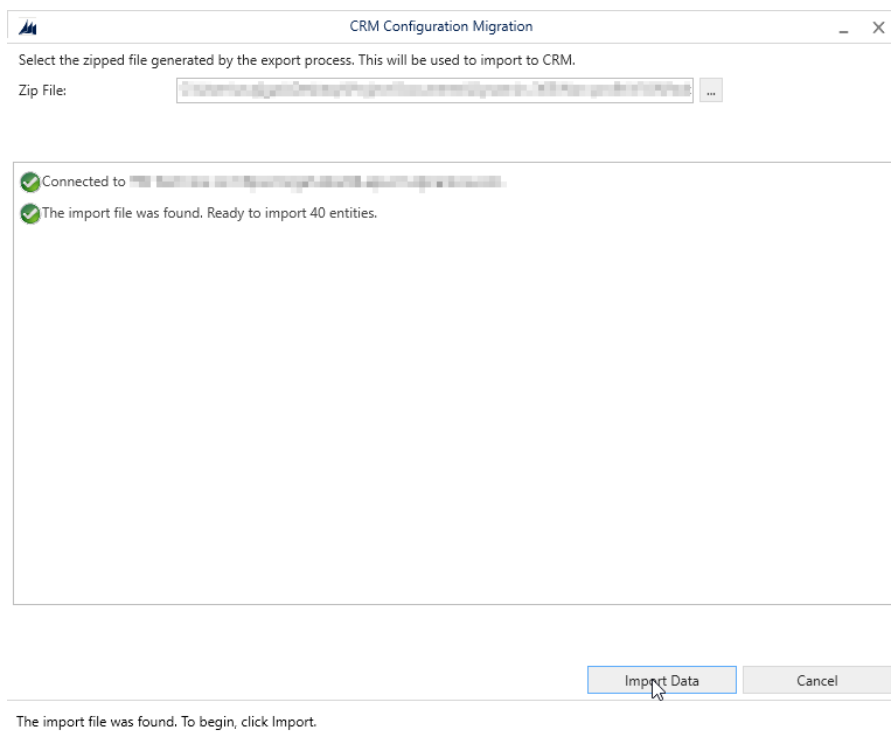 CRM Configuration Migration
Select the zipped file generated by the export process. This will be used to import to CRM.
Zip File:
...
Connected to
The import file was found. Ready to import 40 entities.
Import Data
Cancel
The import file was found. To begin, click Import.